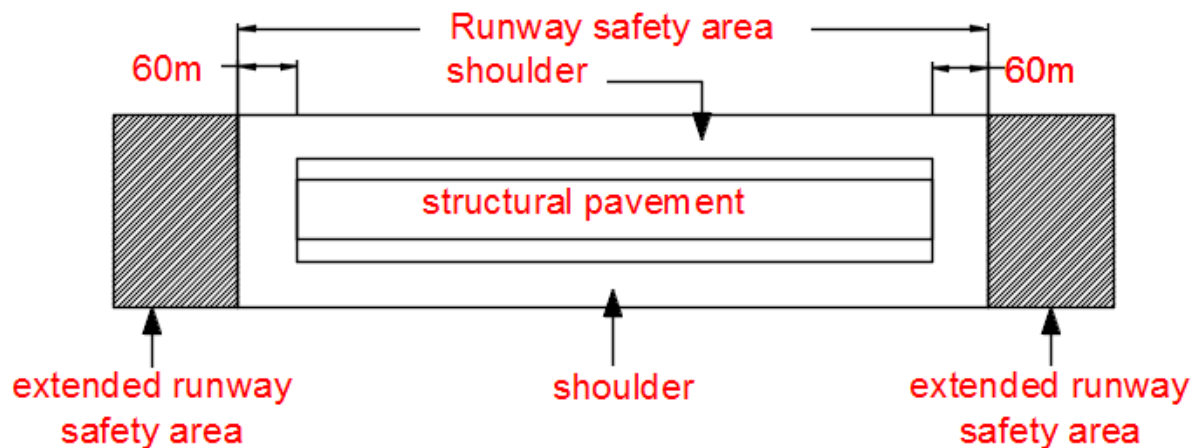 Runway safety area
60m
shoulder
60m
structural pavement
extended runway
safety area
shoulder
extended runway
safety area